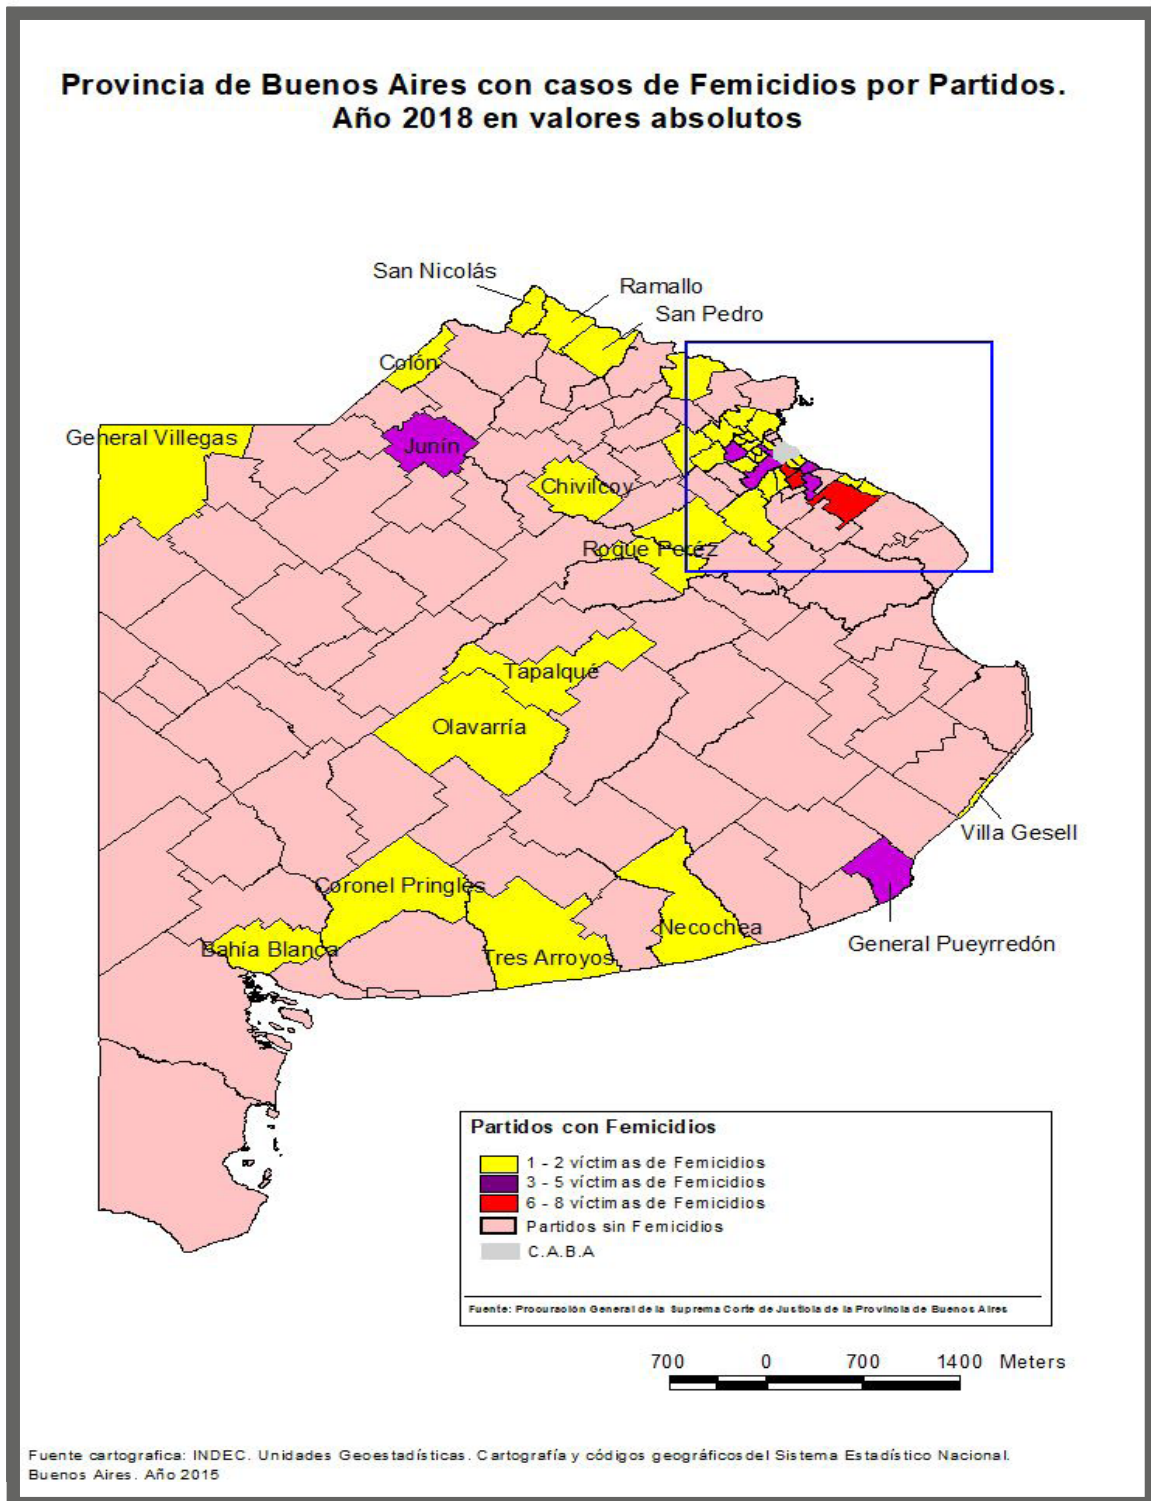 Provincia de Buenos Aires con casos de Femicidios por Partidos.
Año 2018 en valores absolutos
San Nicolás
Ramallo
San Pedro
Colón
General Villegas
Junín
Chivilcoy
Roque Peréz
Tapalqué
Olavarría
Villa Gesell
Coronel Pringles
Necochea
General Pueyrredón
Bahía Blanca
Tres Arroyos
Partidos con Femicidios
1 - 2 víctimas de Femicidios
3 - 5 víctimas de Femicidios
6 - 8 víctimas de Femicidios
Partidos sin Femicidios
C.A.B.A
Fuente: Procuración General de la Suprema Corte de Justicia de la Provincia de Buenos Aires
700 0 700 1400 Meters
Fuente cartografica: INDEC. Unidades Geoestadísticas. Cartografía y códigos geográficos del Sistema Estadístico Nacional.
Buenos Aires. Año 2015